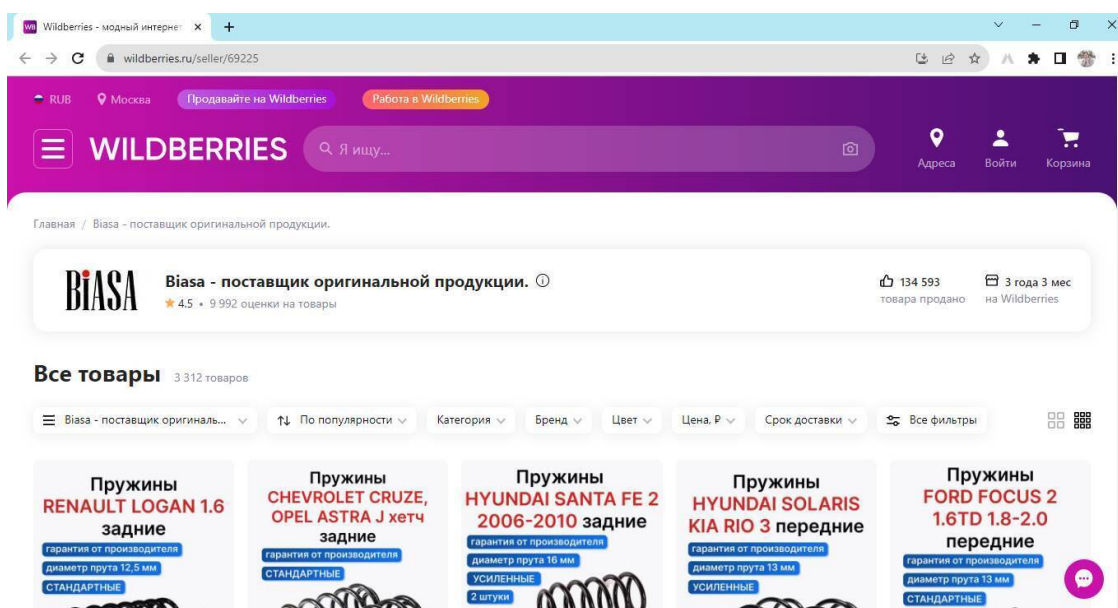 WB Wildberries - модный интернет
wildberries.ru/seller/69225
RUB Москва Продавайте на Wildberries Работа в Wildberries
WILDBERRIES Я ищу... Адреса Войти Корзина
Главная / Biasa - поставщик оригинальной продукции.
BiASA Biasa - поставщик оригинальной продукции. 134 593 3 года 3 мес
4.5 • 9 992 оценки на товары товара продано на Wildberries
Все товары 3 312 товаров
Biasa - поставщик оригиналь... По популярности Категория Бренд Цвет Цена, ₽ Срок доставки Все фильтры
Пружины
RENAULT LOGAN 1.6
задние
гарантия от производителя
диаметр прута 12,5 мм
СТАНДАРТНЫЕ
Пружины
CHEVROLET CRUZE,
OPEL ASTRA J хетч
задние
гарантия от производителя
СТАНДАРТНЫЕ
Пружины
HYUNDAI SANTA FE 2
2006-2010 задние
гарантия от производителя
диаметр прута 16 мм
УСИЛЕННЫЕ
2 штуки
Пружины
HYUNDAI SOLARIS
KIA RIO 3 передние
гарантия от производителя
диаметр прута 13 мм
УСИЛЕННЫЕ
Пружины
FORD FOCUS 2
1.6TD 1.8-2.0
передние
гарантия от производителя
диаметр прута 13 мм
СТАНДАРТНЫЕ